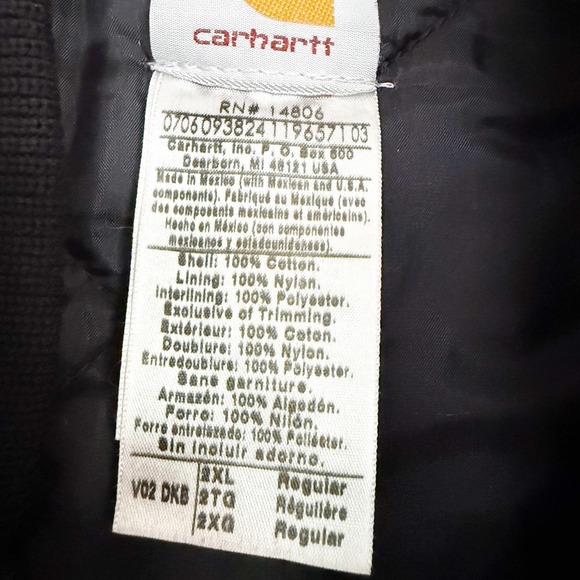 carhartt
RN# 14806
0706093824119657103
Carhartt, Inc. P. O. Box 600
Dearborn, MI 48121 USA
Made in Mexico (with Mexican and U.S.A.
components). Fabriqué au Mexique (avec
des composants mexicains et américains).
Hecho en México (con componentes
mexicanos y estadounidenses).
Shell: 100% Cotton.
Lining: 100% Nylon.
Interlining: 100% Polyester.
Exclusive of Trimming.
Extérieur: 100% Coton.
Doublure: 100% Nylon.
Entredoublure: 100% Polyester.
Sans garniture.
Armazón: 100% Algodón.
Forro: 100% Nilón.
Forro entrelazado: 100% Poliéster.
Sin incluir adorno.
2XL Regular
V02 DKB 2TG Régulière
2XG Regular